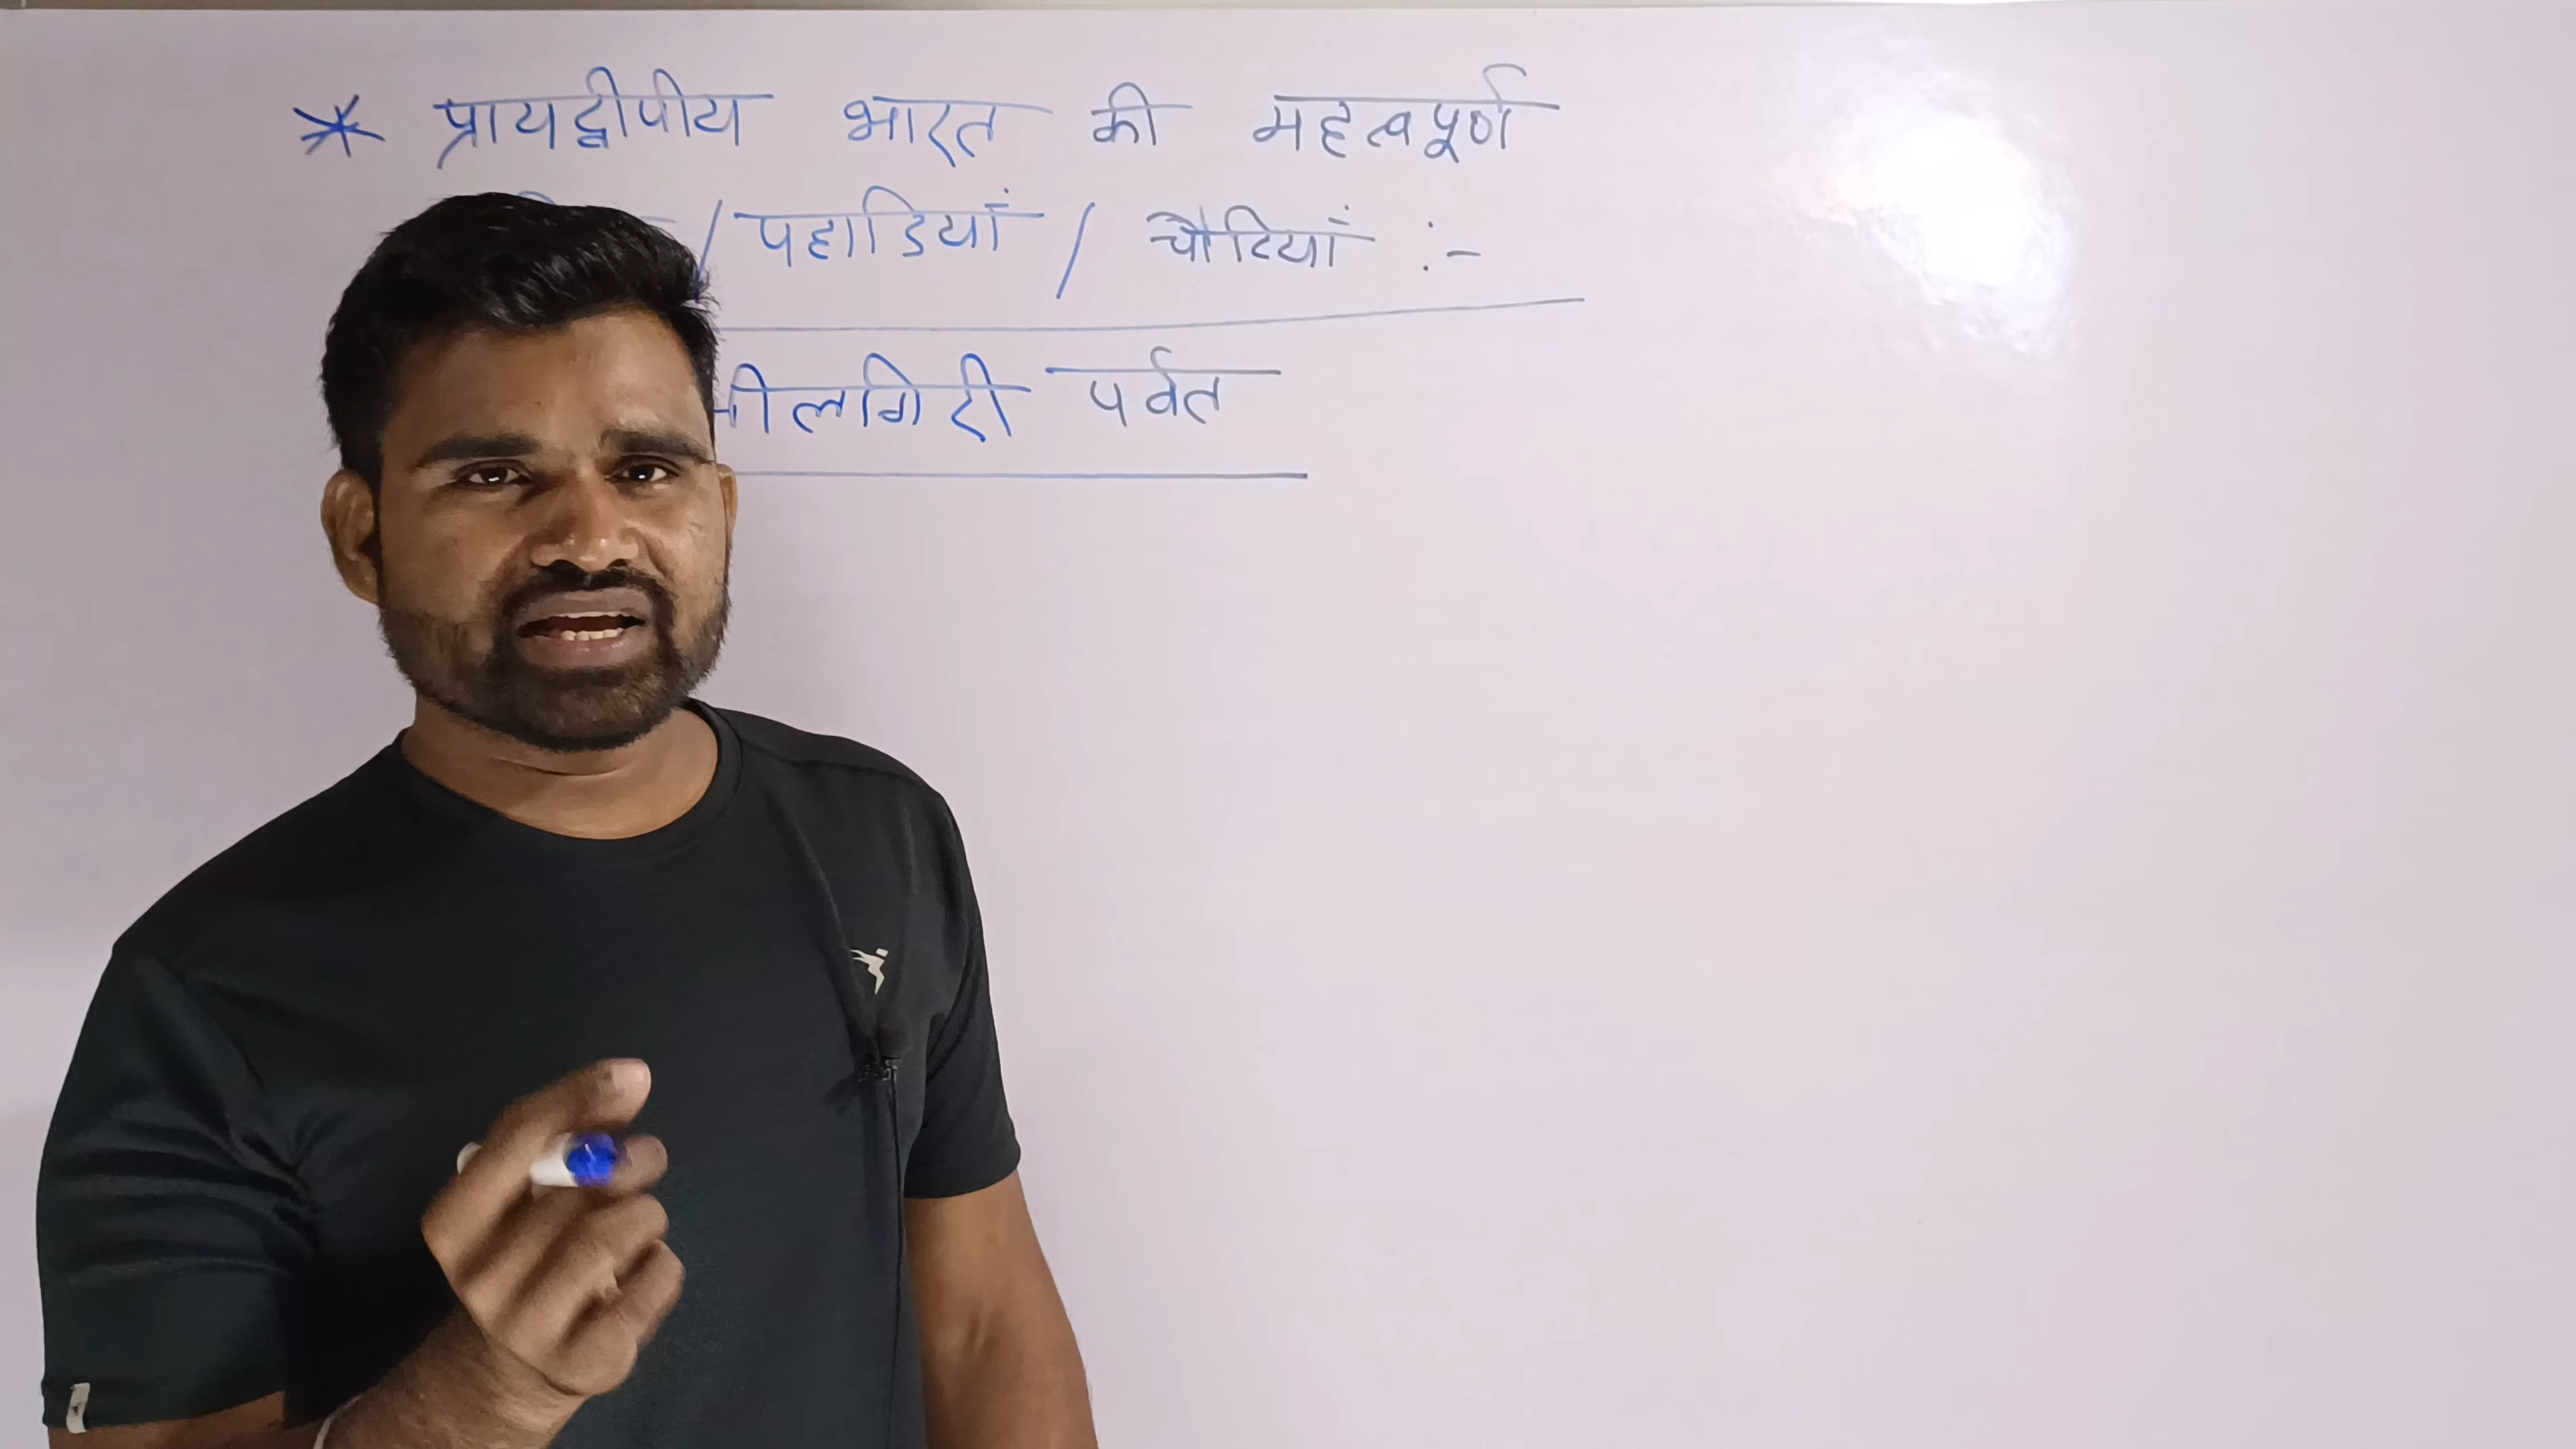 * प्रायद्वीपीय भारत की महत्वपूर्ण
/ पहाडियां / चौटियां :-
नीलगिरी पर्वत